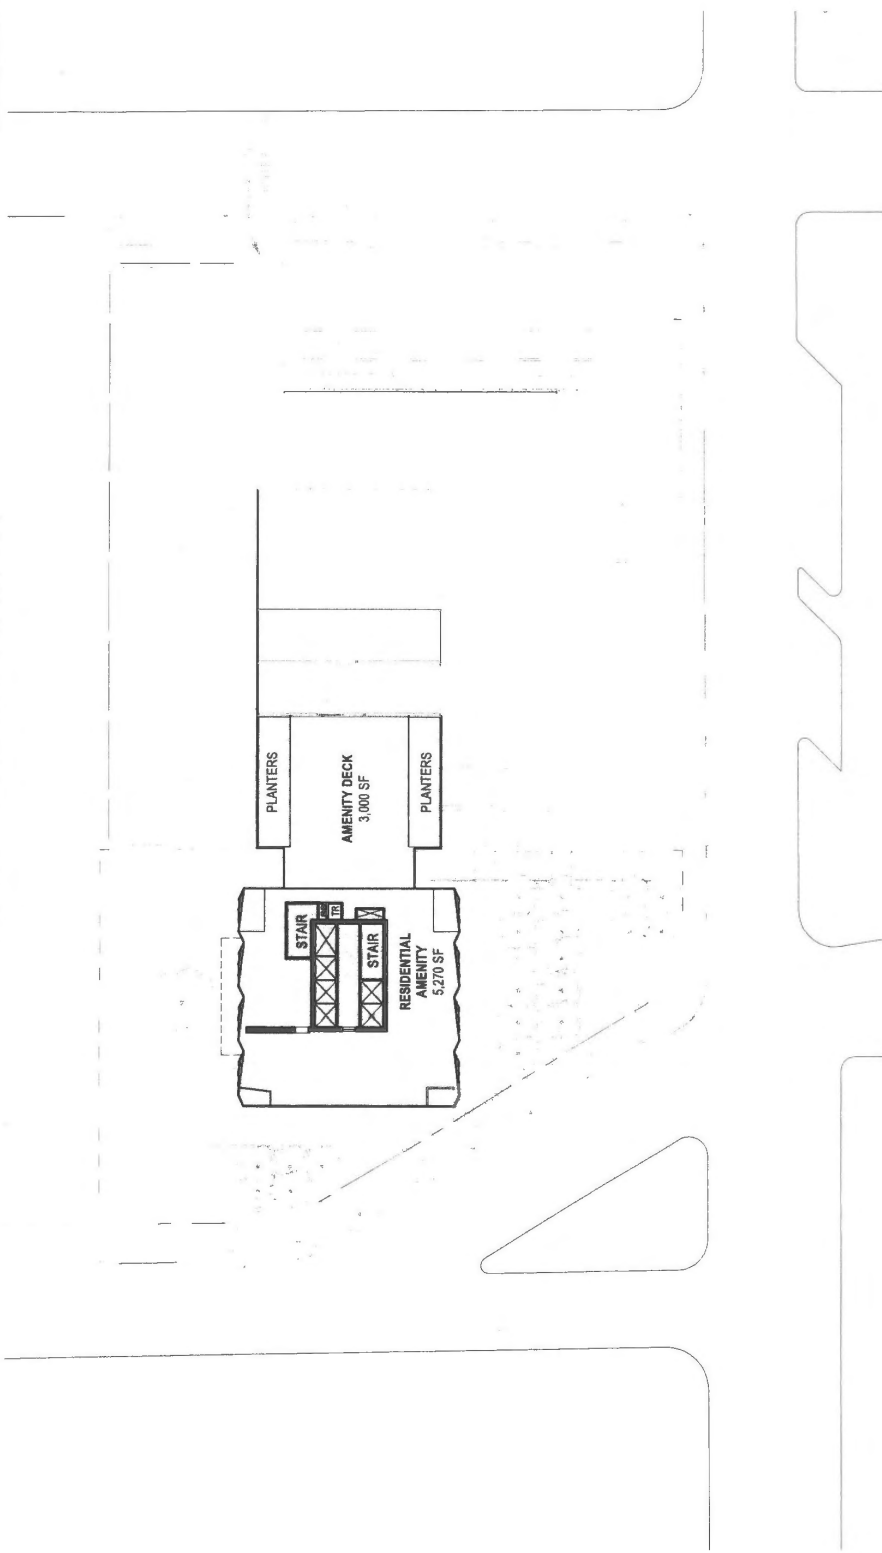 PLANTERS
AMENITY DECK
3,000 SF
PLANTERS
STAIR
TR
STAIR
RESIDENTIAL
AMENITY
5,270 SF